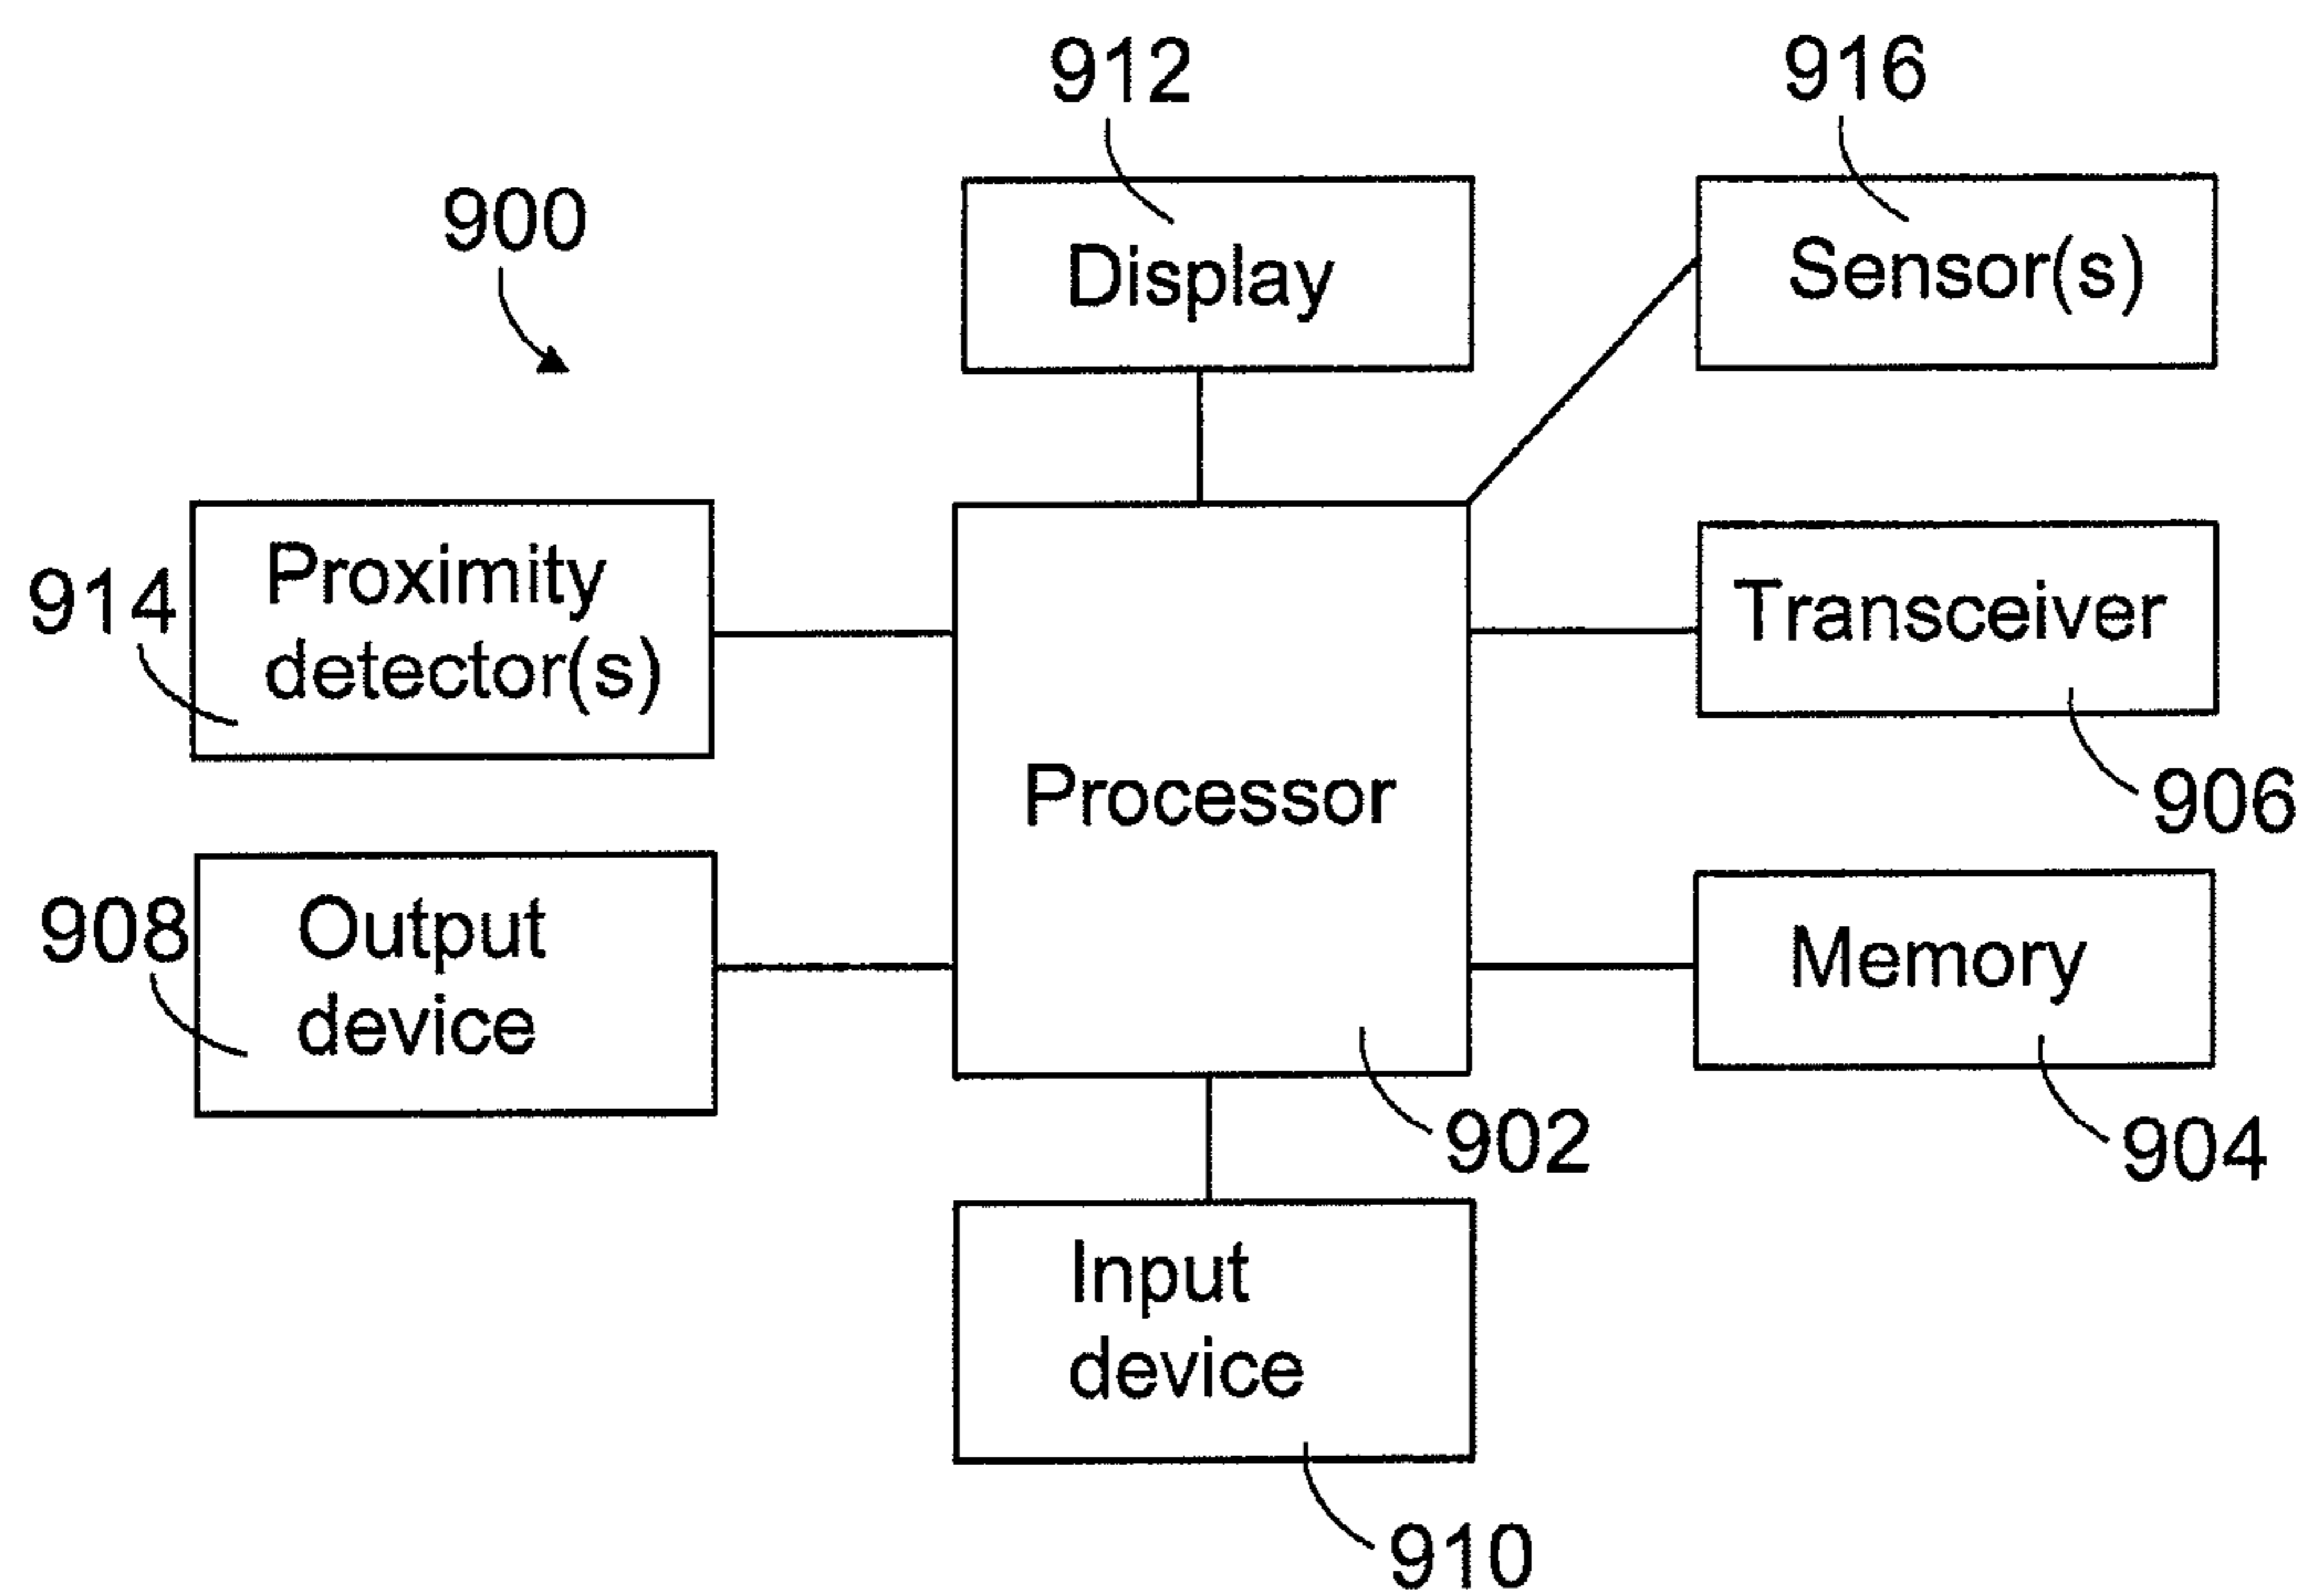 912
916
900
Display
Sensor(s)
914
Proximity
detector(s)
Transceiver
906
Processor
908
Output
device
Memory
904
902
Input
device
910